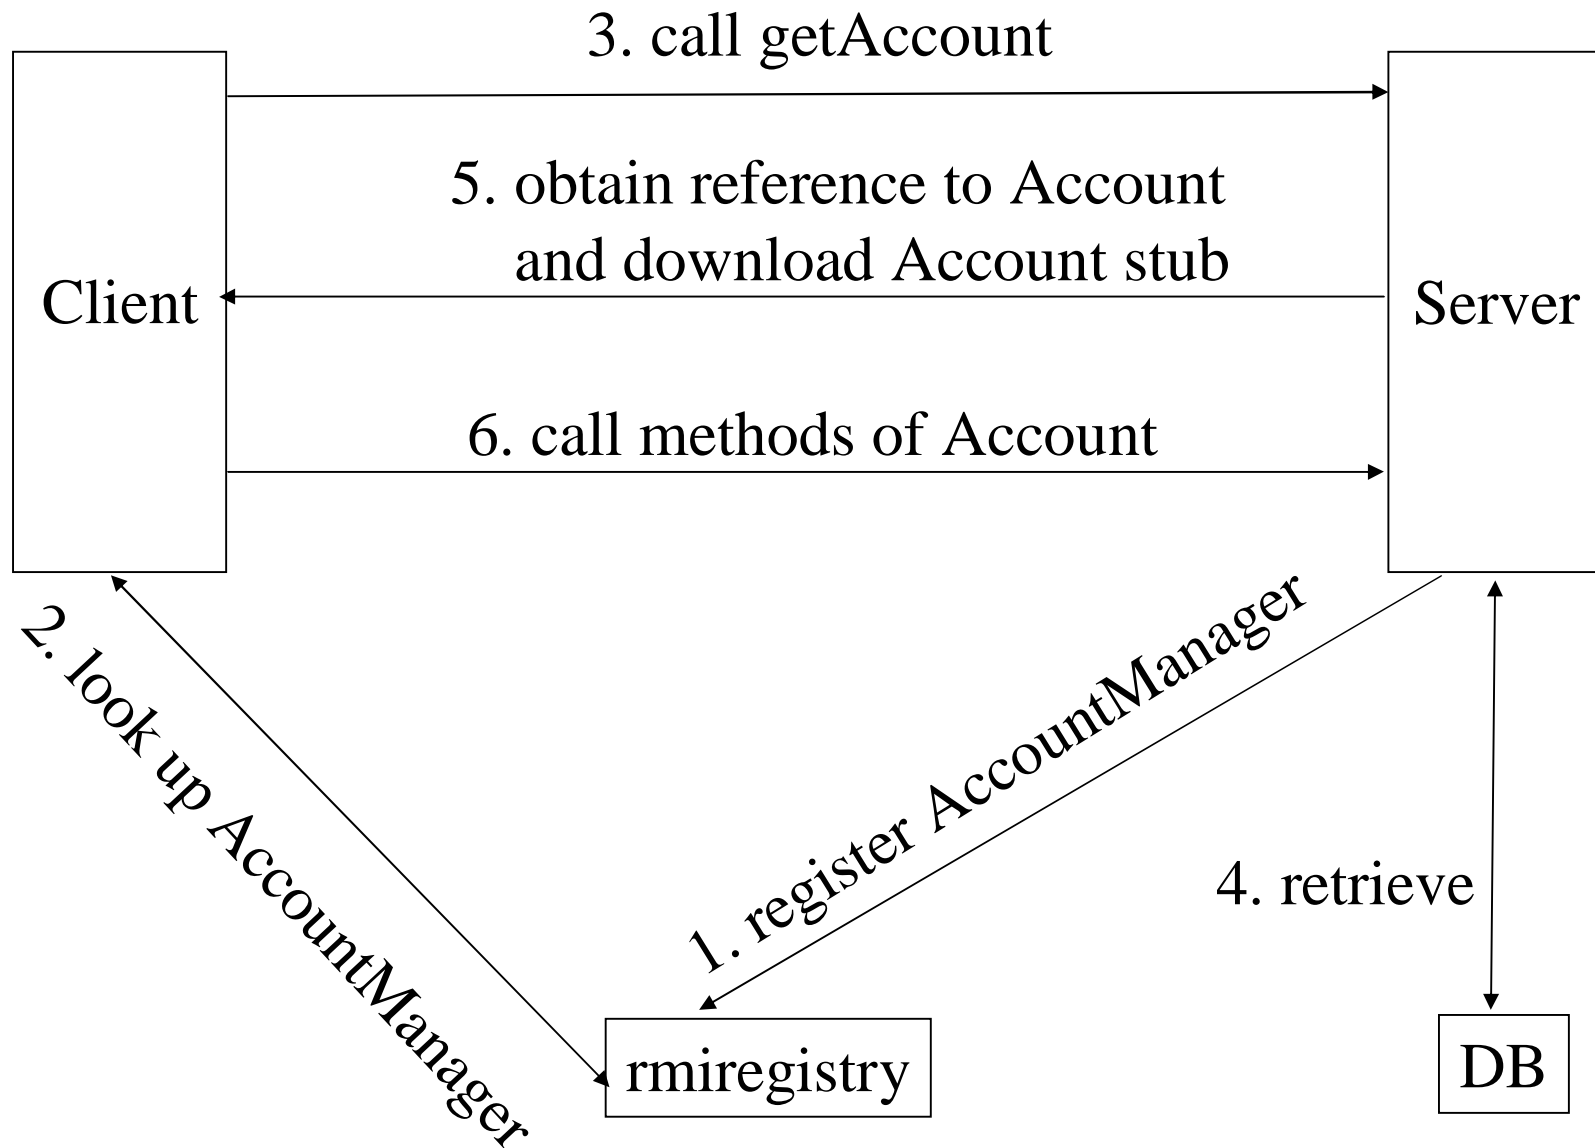 3. call getAccount
5. obtain reference to Account
and download Account stub
Client
Server
6. call methods of Account
2. look up AccountManager
1. register AccountManager
4. retrieve
rmiregistry
DB